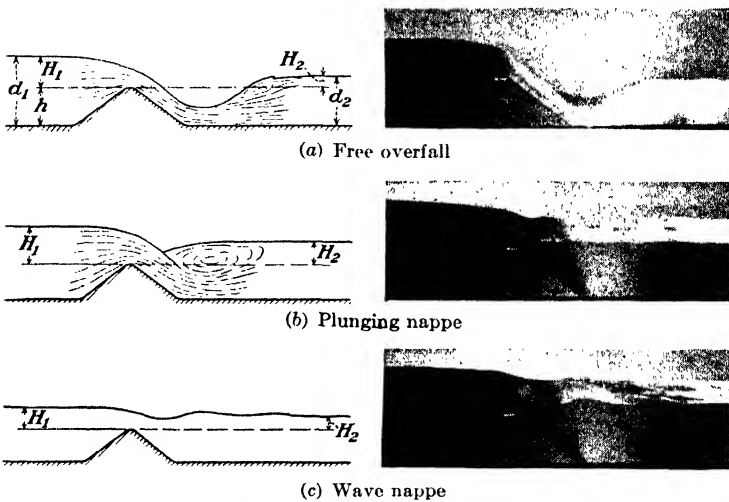 H₁
H₂
d₁
h
d₂
(a) Free overfall
H₁
H₂
(b) Plunging nappe
H₁
H₂
(c) Wave nappe